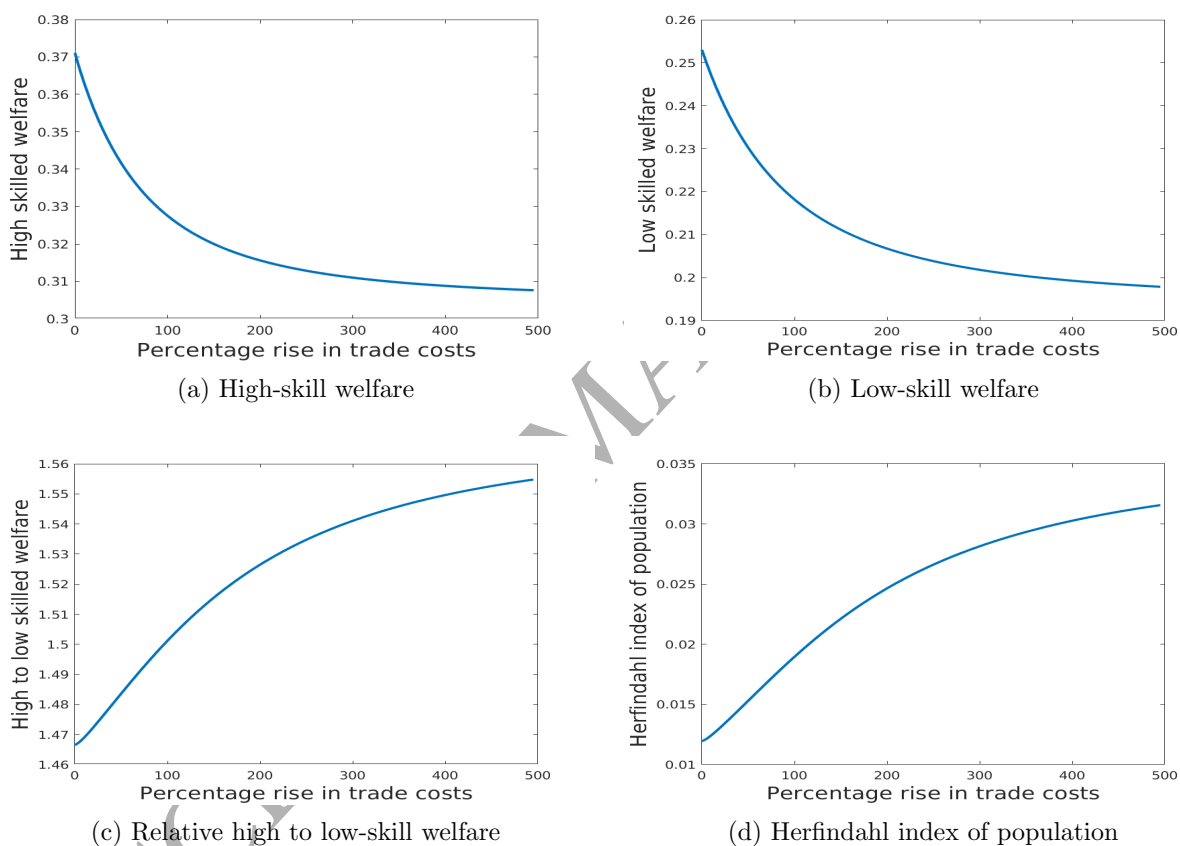 0.38
0.37
0.36
0.35
0.34
0.33
0.32
0.31
0.3
High skilled welfare
0 100 200 300 400 500
Percentage rise in trade costs
(a) High-skill welfare
0.26
0.25
0.24
0.23
0.22
0.21
0.2
0.19
Low skilled welfare
0 100 200 300 400 500
Percentage rise in trade costs
(b) Low-skill welfare
1.56
1.55
1.54
1.53
1.52
1.51
1.5
1.49
1.48
1.47
1.46
High to low skilled welfare
0 100 200 300 400 500
Percentage rise in trade costs
(c) Relative high to low-skill welfare
0.035
0.03
0.025
0.02
0.015
0.01
Herfindahl index of population
0 100 200 300 400 500
Percentage rise in trade costs
(d) Herfindahl index of population